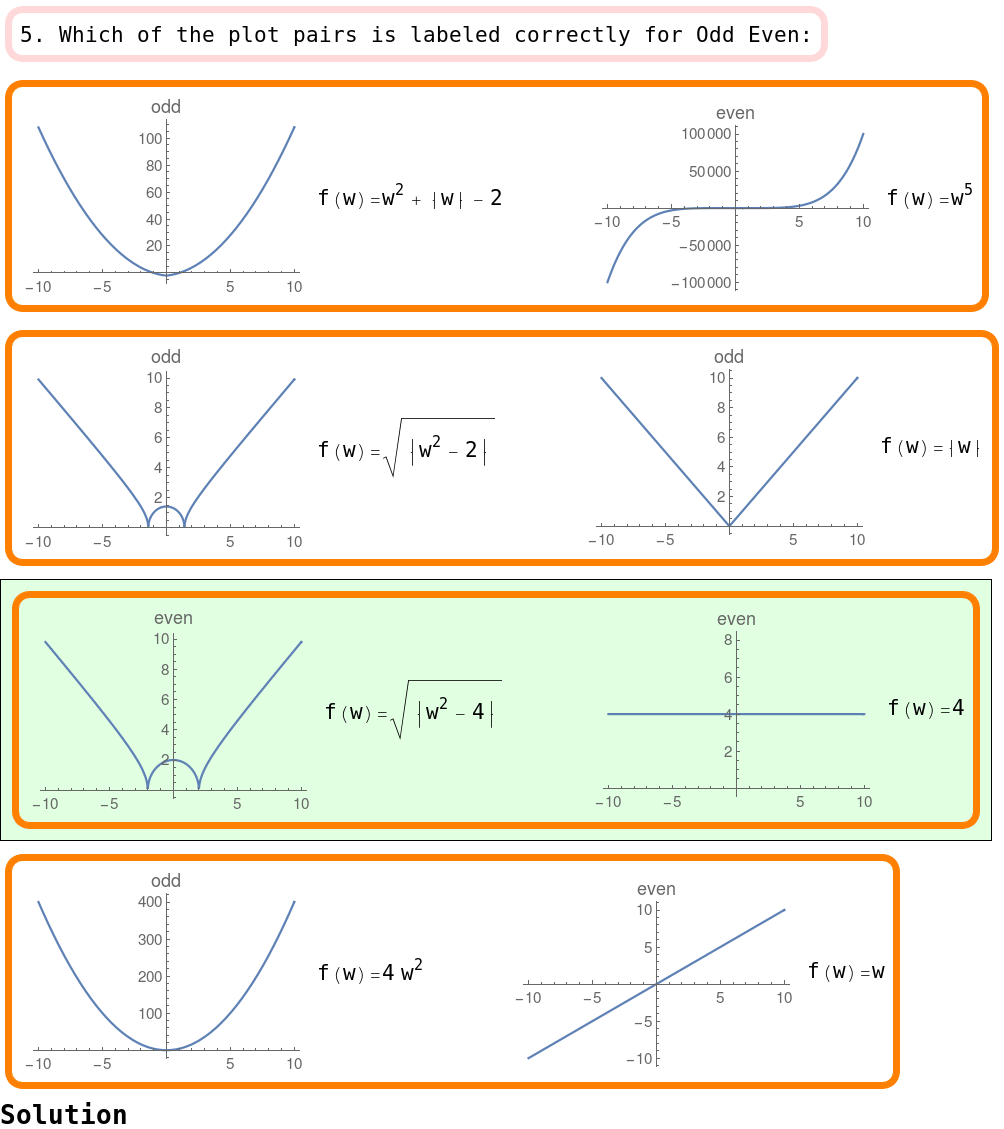 5. Which of the plot pairs is labeled correctly for Odd Even:
odd
100
80
60
40
20
−10 −5 5 10
f(w)=w² + |w| − 2
even
100 000
50 000
−10 −5 5 10
−50 000
−100 000
f(w)=w⁵
odd
10
8
6
4
2
−10 −5 5 10
f(w)=√|w² − 2|
odd
10
8
6
4
2
−10 −5 5 10
f(w)=|w|
even
10
8
6
4
2
−10 −5 5 10
f(w)=√|w² − 4|
even
8
6
4
2
−10 −5 5 10
f(w)=4
odd
400
300
200
100
−10 −5 5 10
f(w)=4 w²
even
10
5
−10 −5 5 10
−5
−10
f(w)=w
Solution